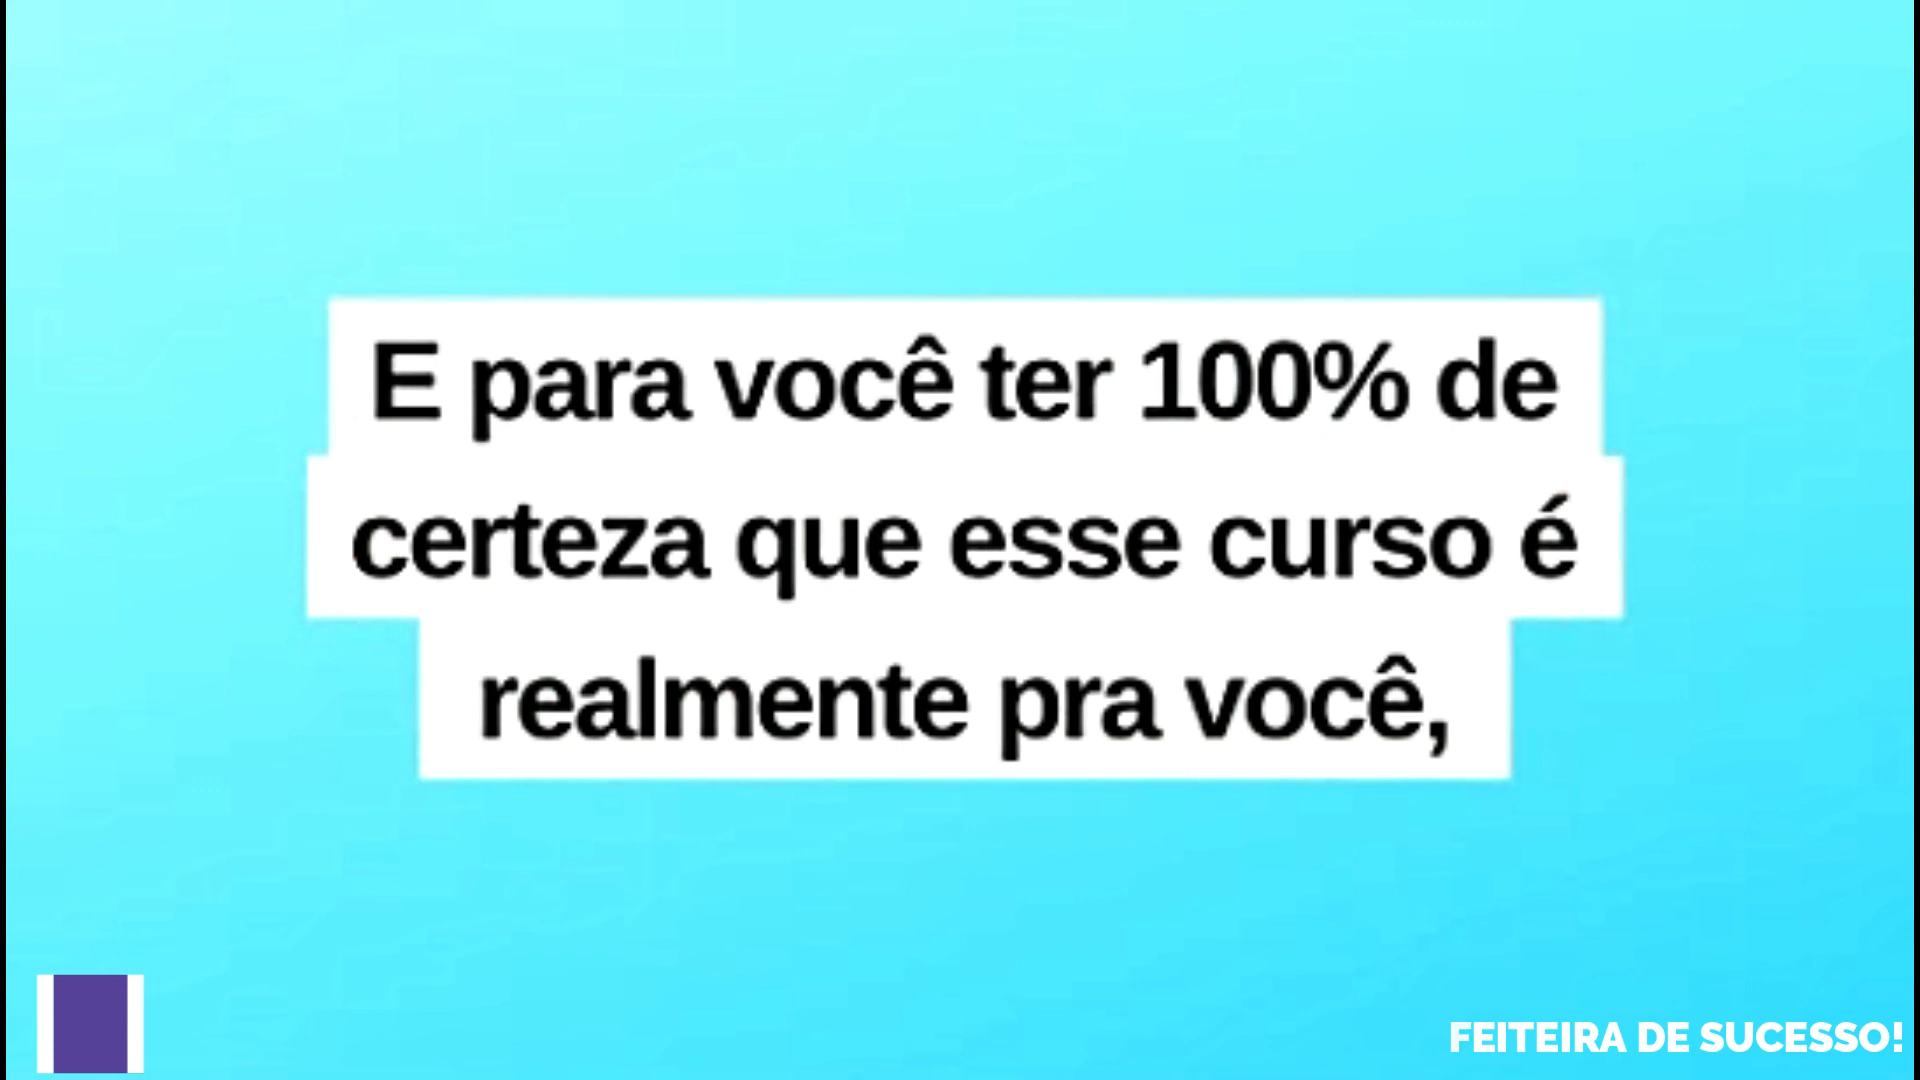 E para você ter 100% de
certeza que esse curso é
realmente pra você,
FEITEIRA DE SUCESSO!